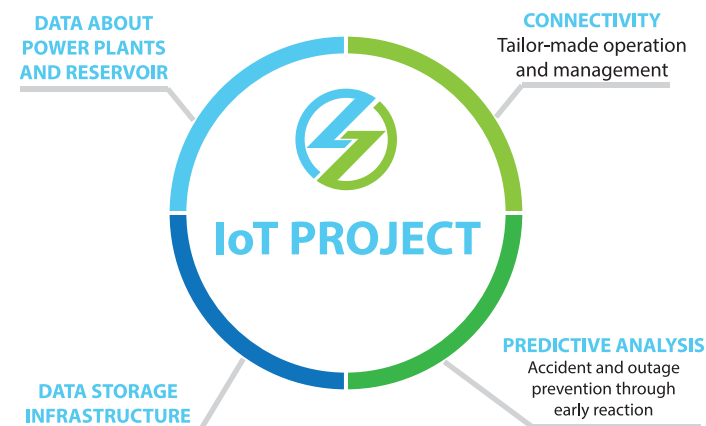 DATA ABOUT
POWER PLANTS
AND RESERVOIR
CONNECTIVITY
Tailor-made operation
and management
IoT PROJECT
PREDICTIVE ANALYSIS
Accident and outage
prevention through
early reaction
DATA STORAGE
INFRASTRUCTURE